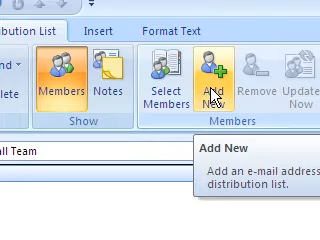 bution List Insert Format Text
nd
lete
Members Notes
Select Members
Add New
Remove
Update Now
Show Members
all Team
Add New
Add an e-mail address
distribution list.